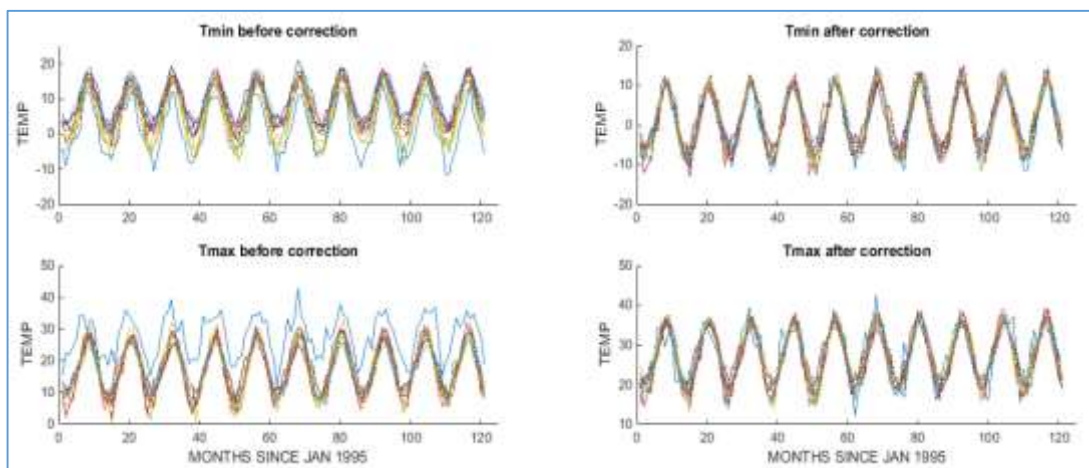 Tmin before correction
20
10
0
-10
-20
TEMP
0 20 40 60 80 100 120
Tmin after correction
20
10
0
-10
-20
TEMP
0 20 40 60 80 100 120
Tmax before correction
50
40
30
20
10
0
TEMP
0 20 40 60 80 100 120
MONTHS SINCE JAN 1995
Tmax after correction
50
40
30
20
10
TEMP
0 20 40 60 80 100 120
MONTHS SINCE JAN 1995